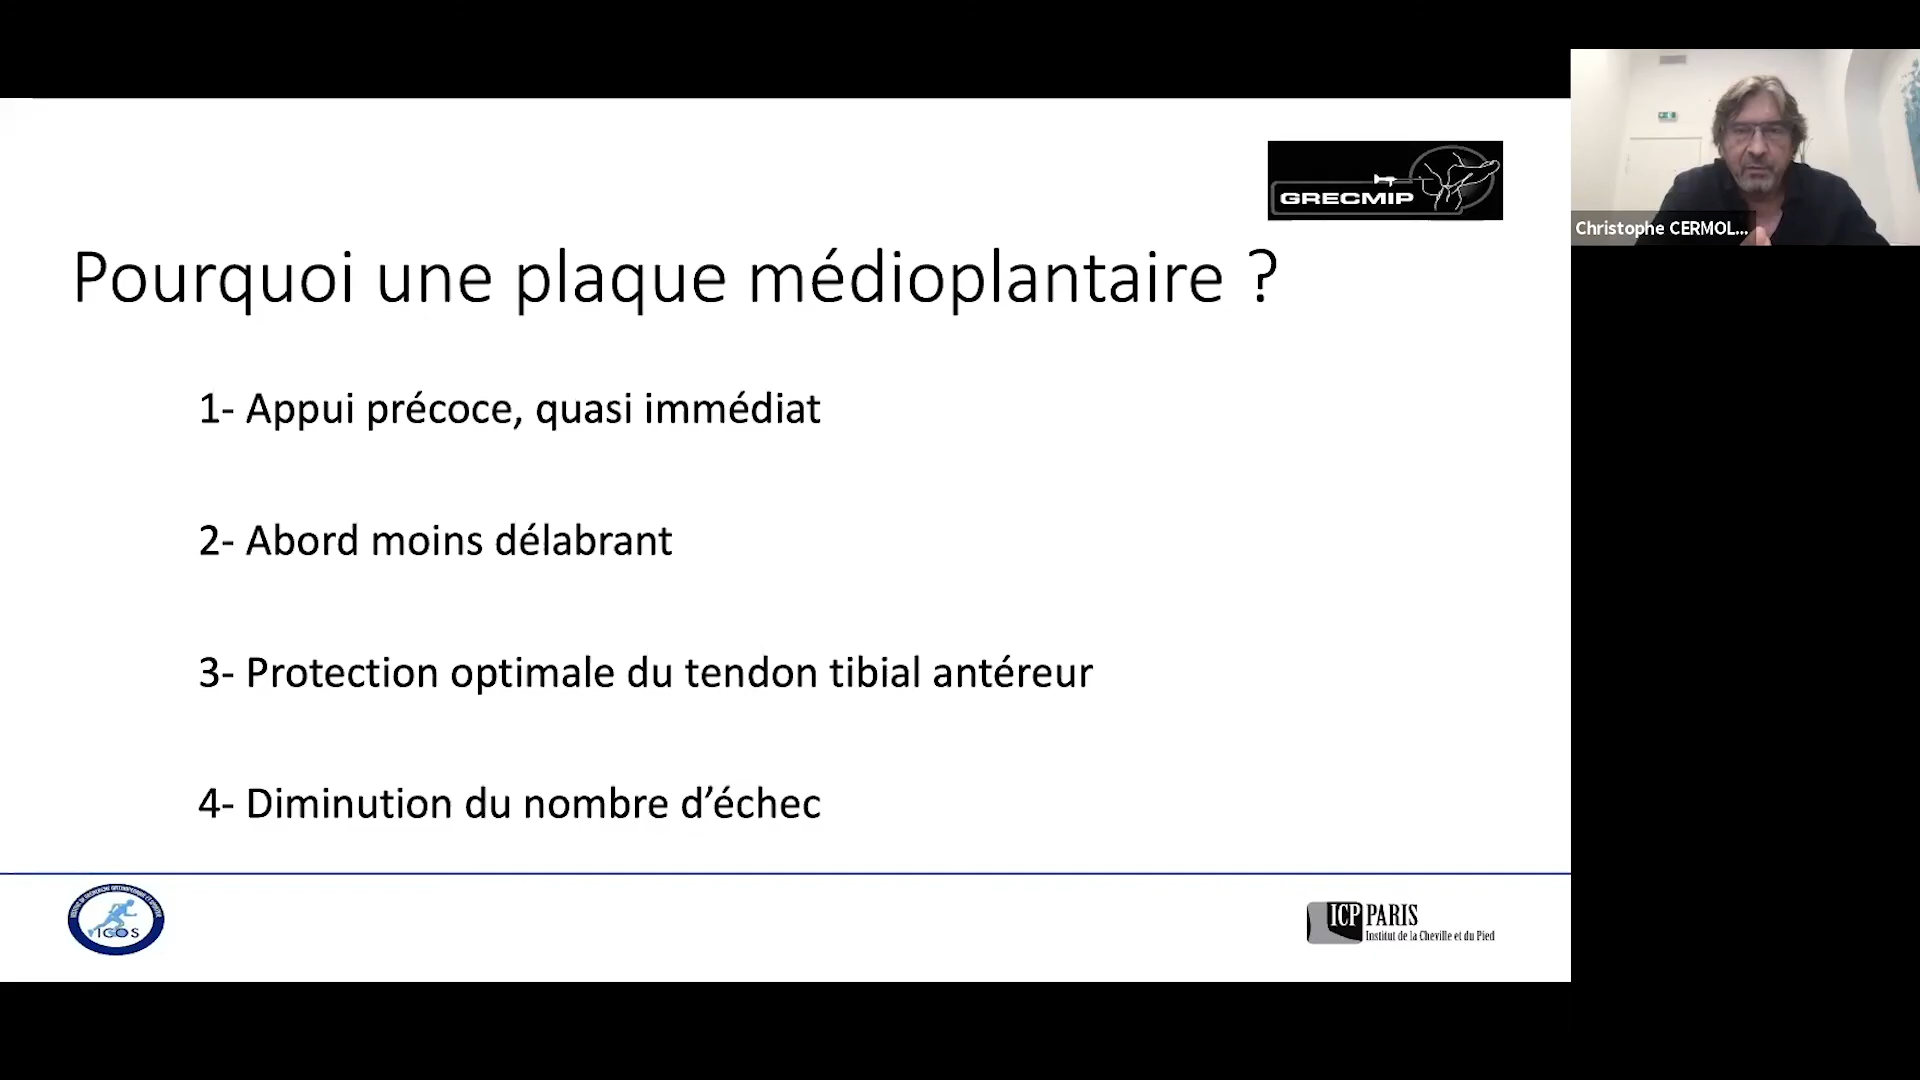 GRECMIP
Christophe CERMOL...
Pourquoi une plaque médioplantaire ?
1- Appui précoce, quasi immédiat
2- Abord moins délabrant
3- Protection optimale du tendon tibial antéreur
4- Diminution du nombre d’échec
ICOS
ICP PARIS
Institut de la Cheville et du Pied